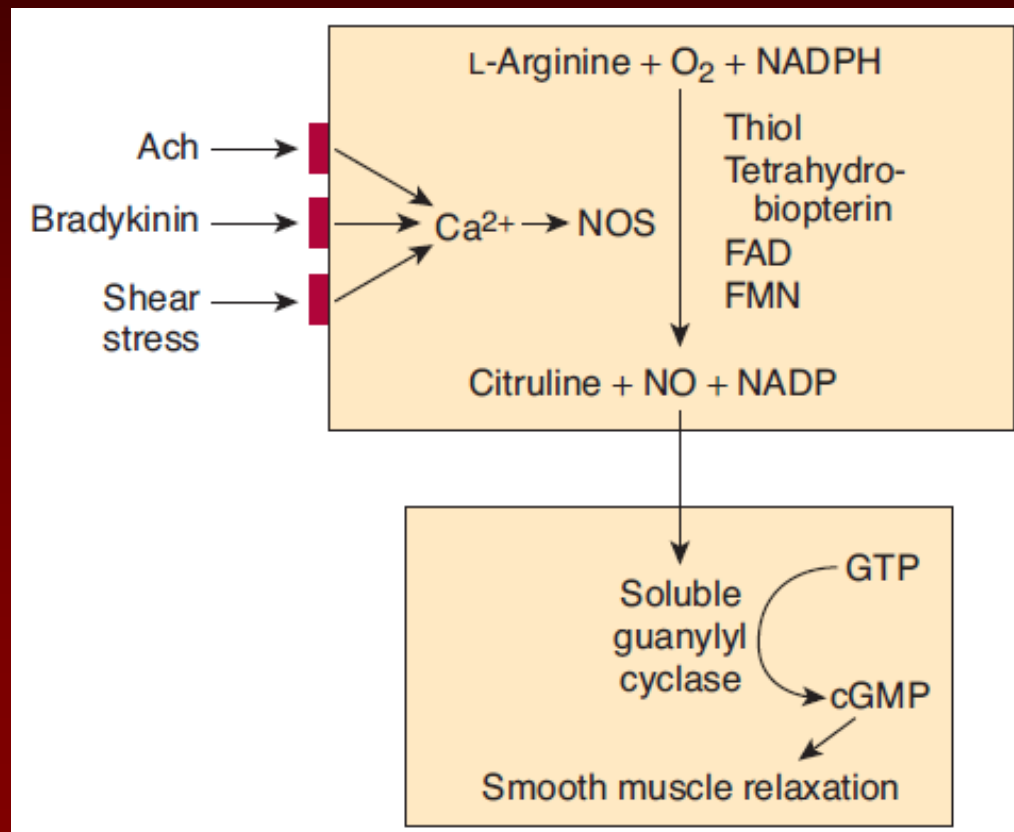 L-Arginine + O₂ + NADPH
Thiol
Tetrahydro-
biopterin
FAD
FMN
Ach
Bradykinin
Shear
stress
Ca²⁺
NOS
Citruline + NO + NADP
Soluble
guanylyl
cyclase
GTP
cGMP
Smooth muscle relaxation